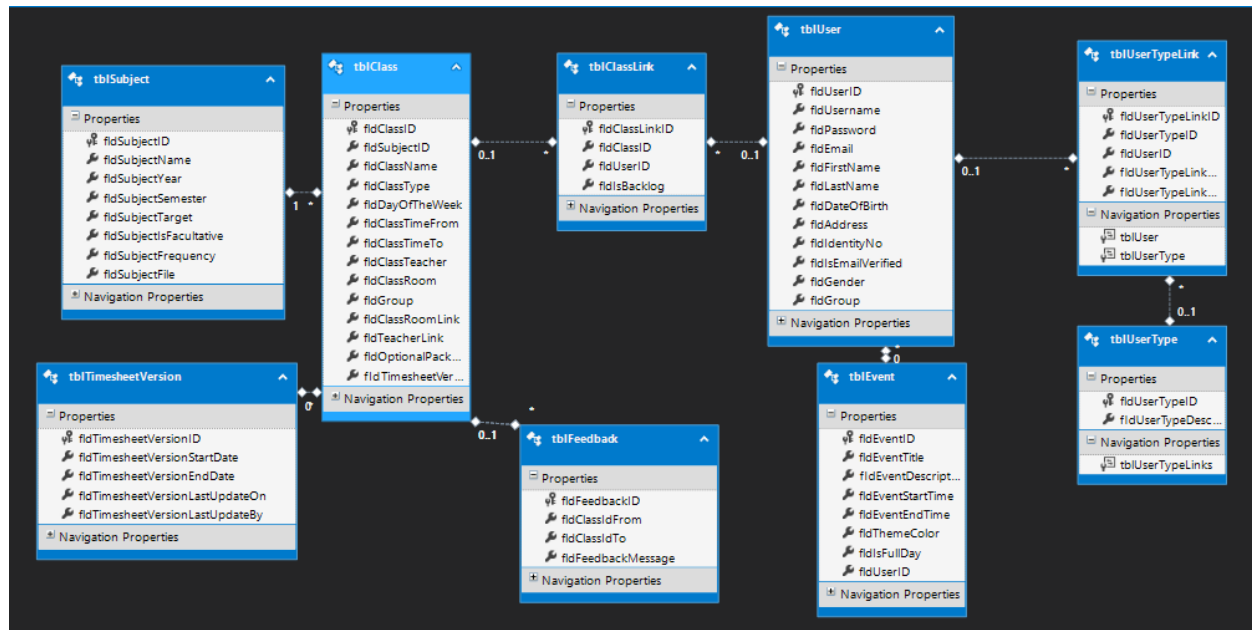 tblSubject
Properties
fldSubjectID
fldSubjectName
fldSubjectYear
fldSubjectSemester
fldSubjectTarget
fldSubjectIsFacultative
fldSubjectFrequency
fldSubjectFile
Navigation Properties
1
*
tblClass
Properties
fldClassID
fldSubjectID
fldClassName
fldClassType
fldDayOfTheWeek
fldClassTimeFrom
fldClassTimeTo
fldClassTeacher
fldClassRoom
fldGroup
fldClassRoomLink
fldTeacherLink
fldOptionalPack...
fldTimesheetVer...
Navigation Properties
0..1
*
tblClassLink
Properties
fldClassLinkID
fldClassID
fldUserID
fldIsBacklog
Navigation Properties
*
0..1
tblUser
Properties
fldUserID
fldUsername
fldPassword
fldEmail
fldFirstName
fldLastName
fldDateOfBirth
fldAddress
fldIdentityNo
fldIsEmailVerified
fldGender
fldGroup
Navigation Properties
0..1
*
tblUserTypeLink
Properties
fldUserTypeLinkID
fldUserTypeID
fldUserID
fldUserTypeLink...
fldUserTypeLink...
Navigation Properties
tblUser
tblUserType
*
0..1
tblUserType
Properties
fldUserTypeID
fldUserTypeDesc...
Navigation Properties
tblUserTypeLinks
tblTimesheetVersion
Properties
fldTimesheetVersionID
fldTimesheetVersionStartDate
fldTimesheetVersionEndDate
fldTimesheetVersionLastUpdateOn
fldTimesheetVersionLastUpdateBy
Navigation Properties
0..1
*
tblFeedback
Properties
fldFeedbackID
fldClassIdFrom
fldClassIdTo
fldFeedbackMessage
Navigation Properties
tblEvent
Properties
fldEventID
fldEventTitle
fldEventDescript...
fldEventStartTime
fldEventEndTime
fldThemeColor
fldIsFullDay
fldUserID
Navigation Properties